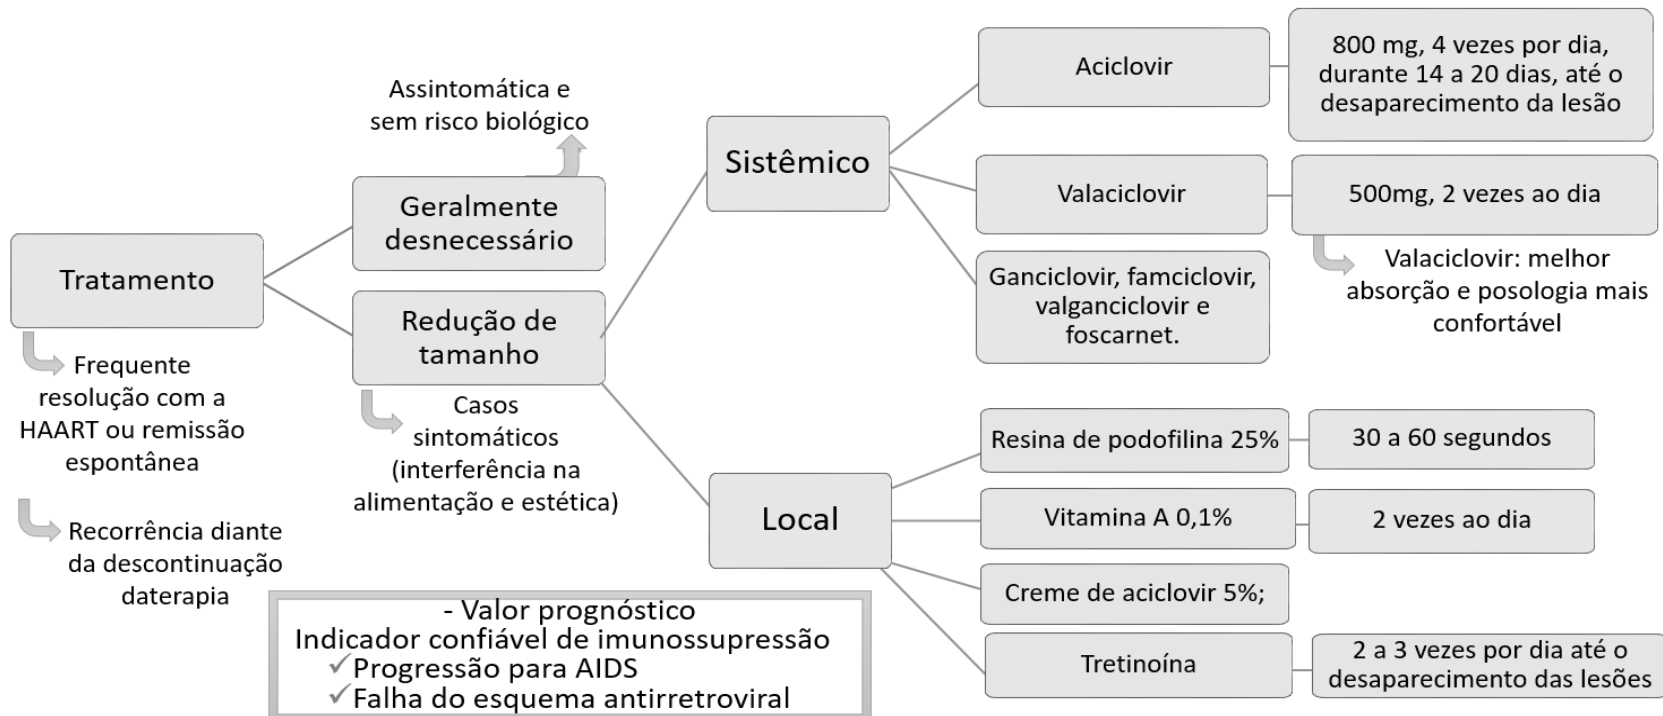 Tratamento
Frequente
resolução com a
HAART ou remissão
espontânea
Recorrência diante
da descontinuação
daterapia
Assintomática e
sem risco biológico
Geralmente
desnecessário
Redução de
tamanho
Casos
sintomáticos
(interferência na
alimentação e estética)
Sistêmico
Aciclovir
800 mg, 4 vezes por dia,
durante 14 a 20 dias, até o
desaparecimento da lesão
Valaciclovir
500mg, 2 vezes ao dia
Valaciclovir: melhor
absorção e posologia mais
confortável
Ganciclovir, famciclovir,
valganciclovir e
foscarnet.
Local
Resina de podofilina 25%
30 a 60 segundos
Vitamina A 0,1%
2 vezes ao dia
Creme de aciclovir 5%;
Tretinoína
2 a 3 vezes por dia até o
desaparecimento das lesões
- Valor prognóstico
Indicador confiável de imunossupressão
✓Progressão para AIDS
✓Falha do esquema antirretroviral